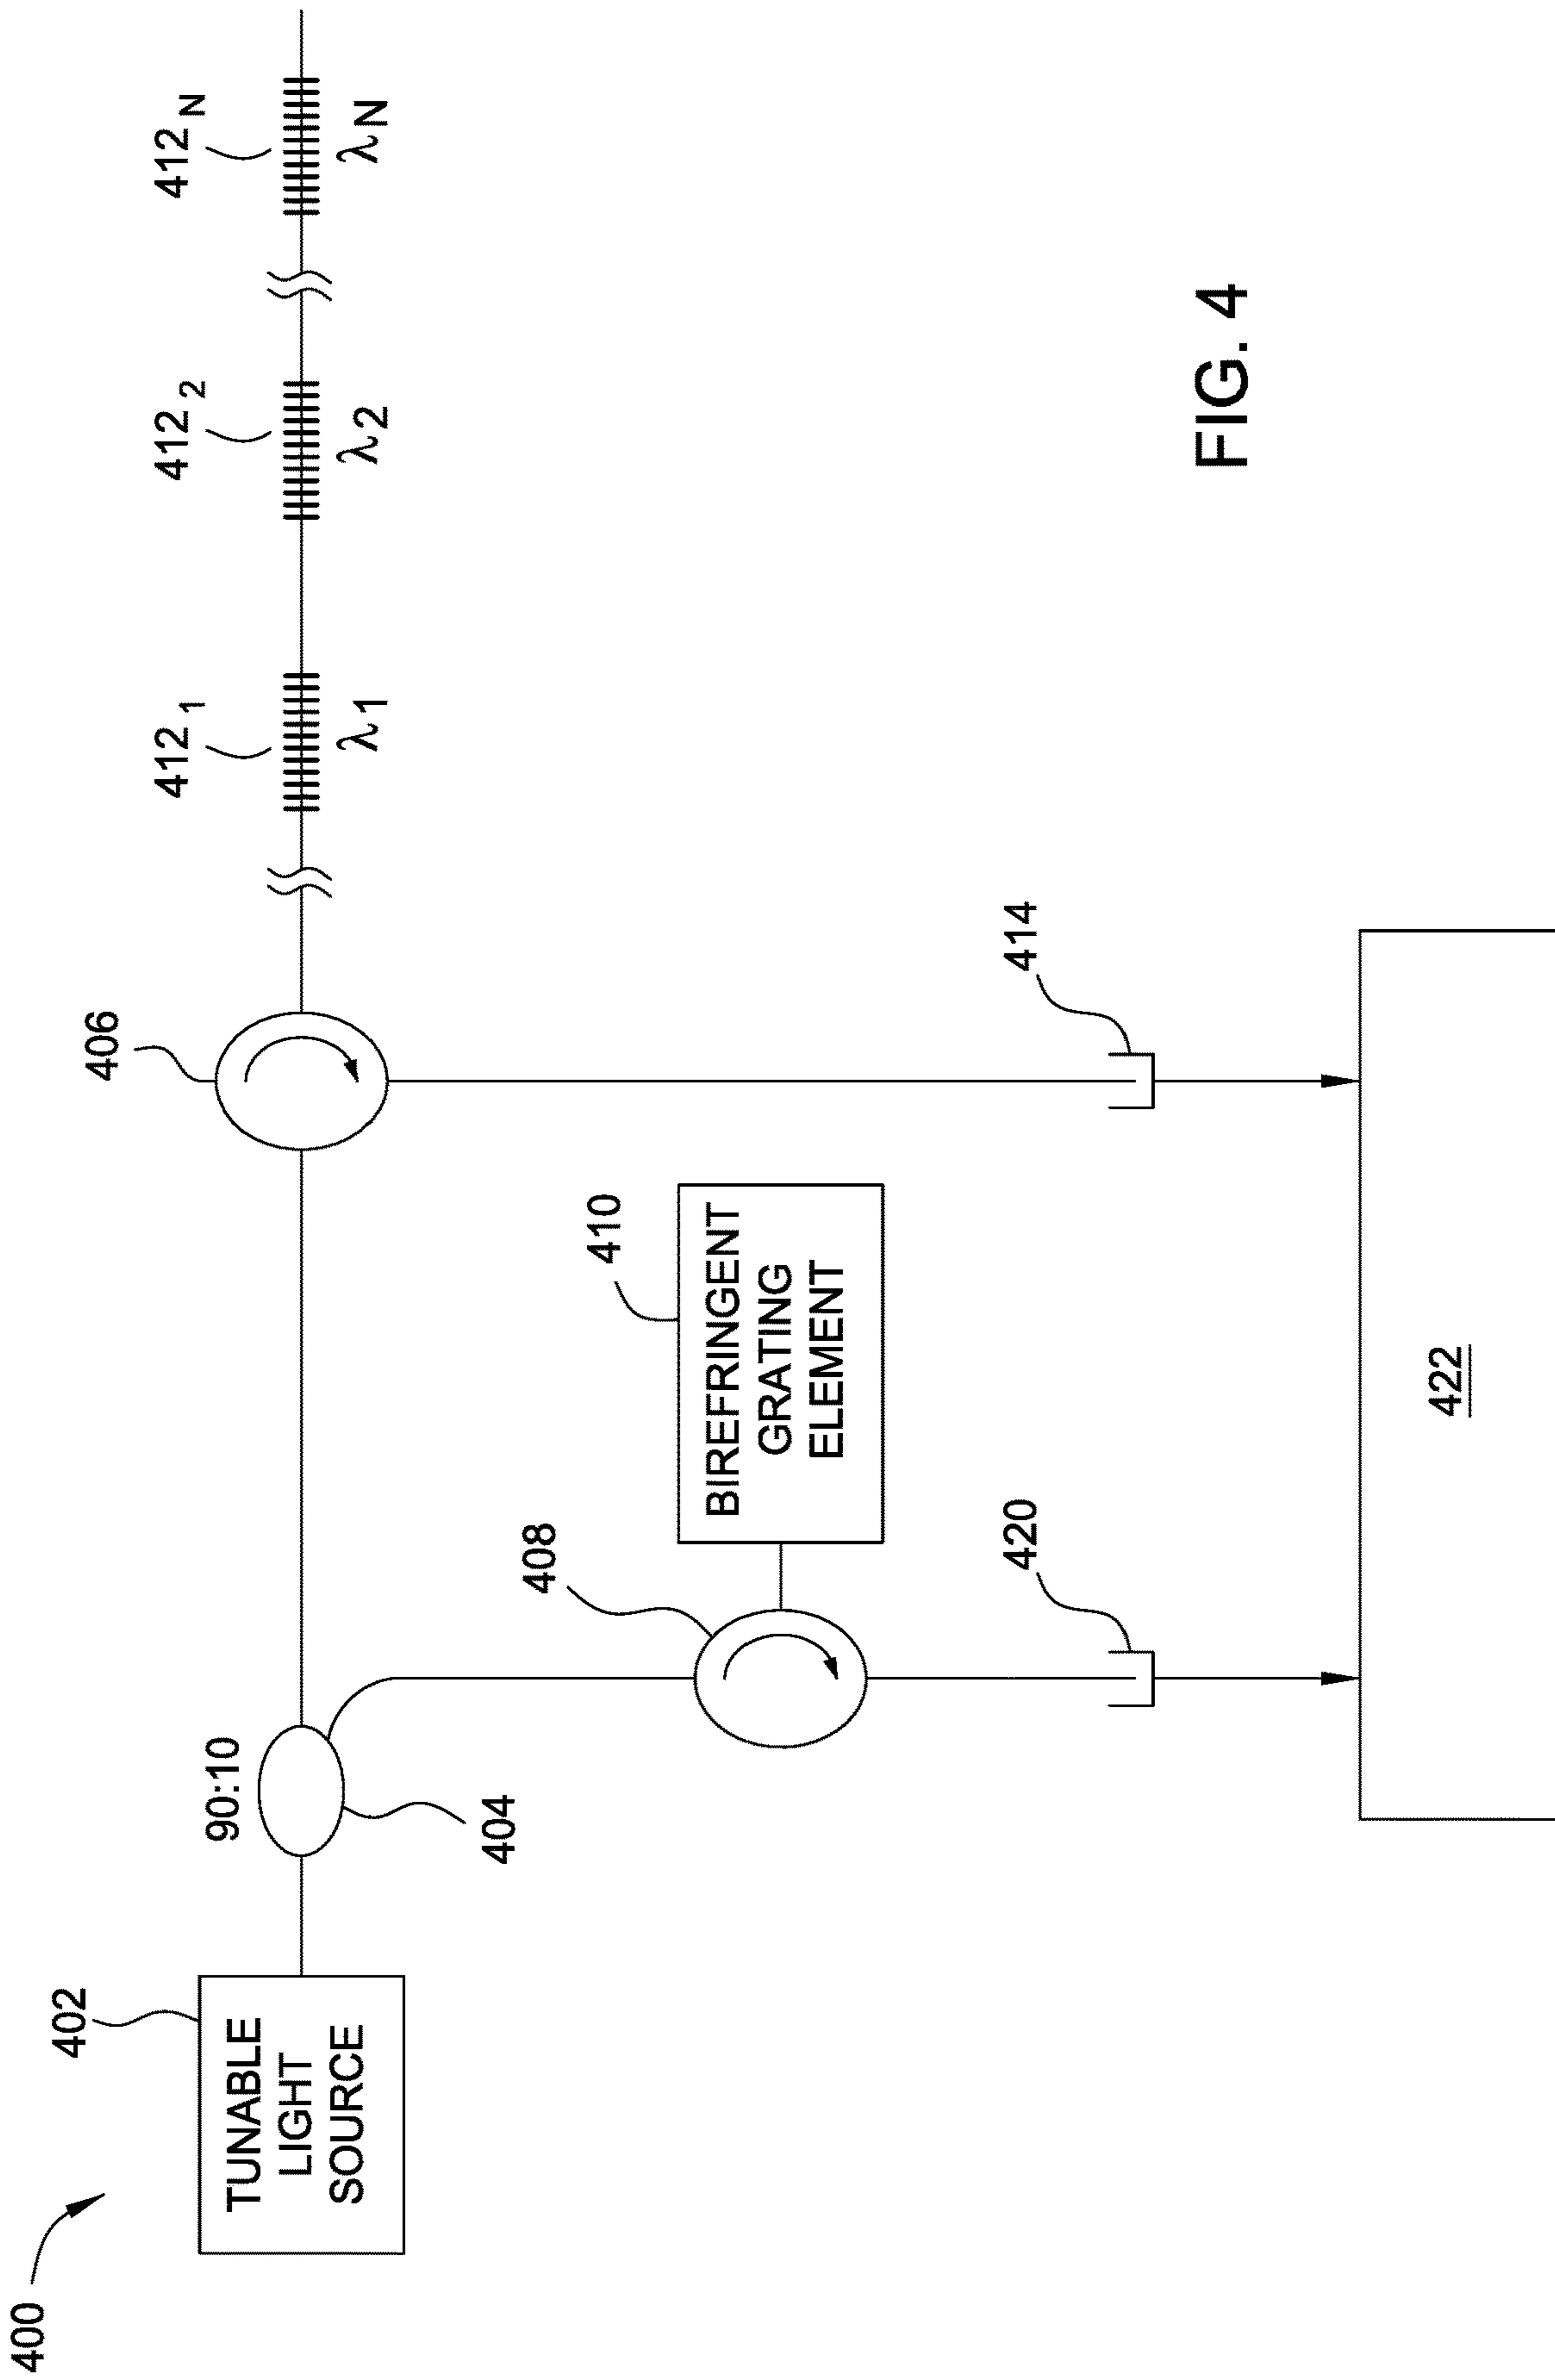 400
402
TUNABLE
LIGHT
SOURCE
90:10
404
406
412₁
λ1
412₂
λ2
412N
λN
408
410
BIREFRINGENT
GRATING
ELEMENT
420
414
422
FIG. 4